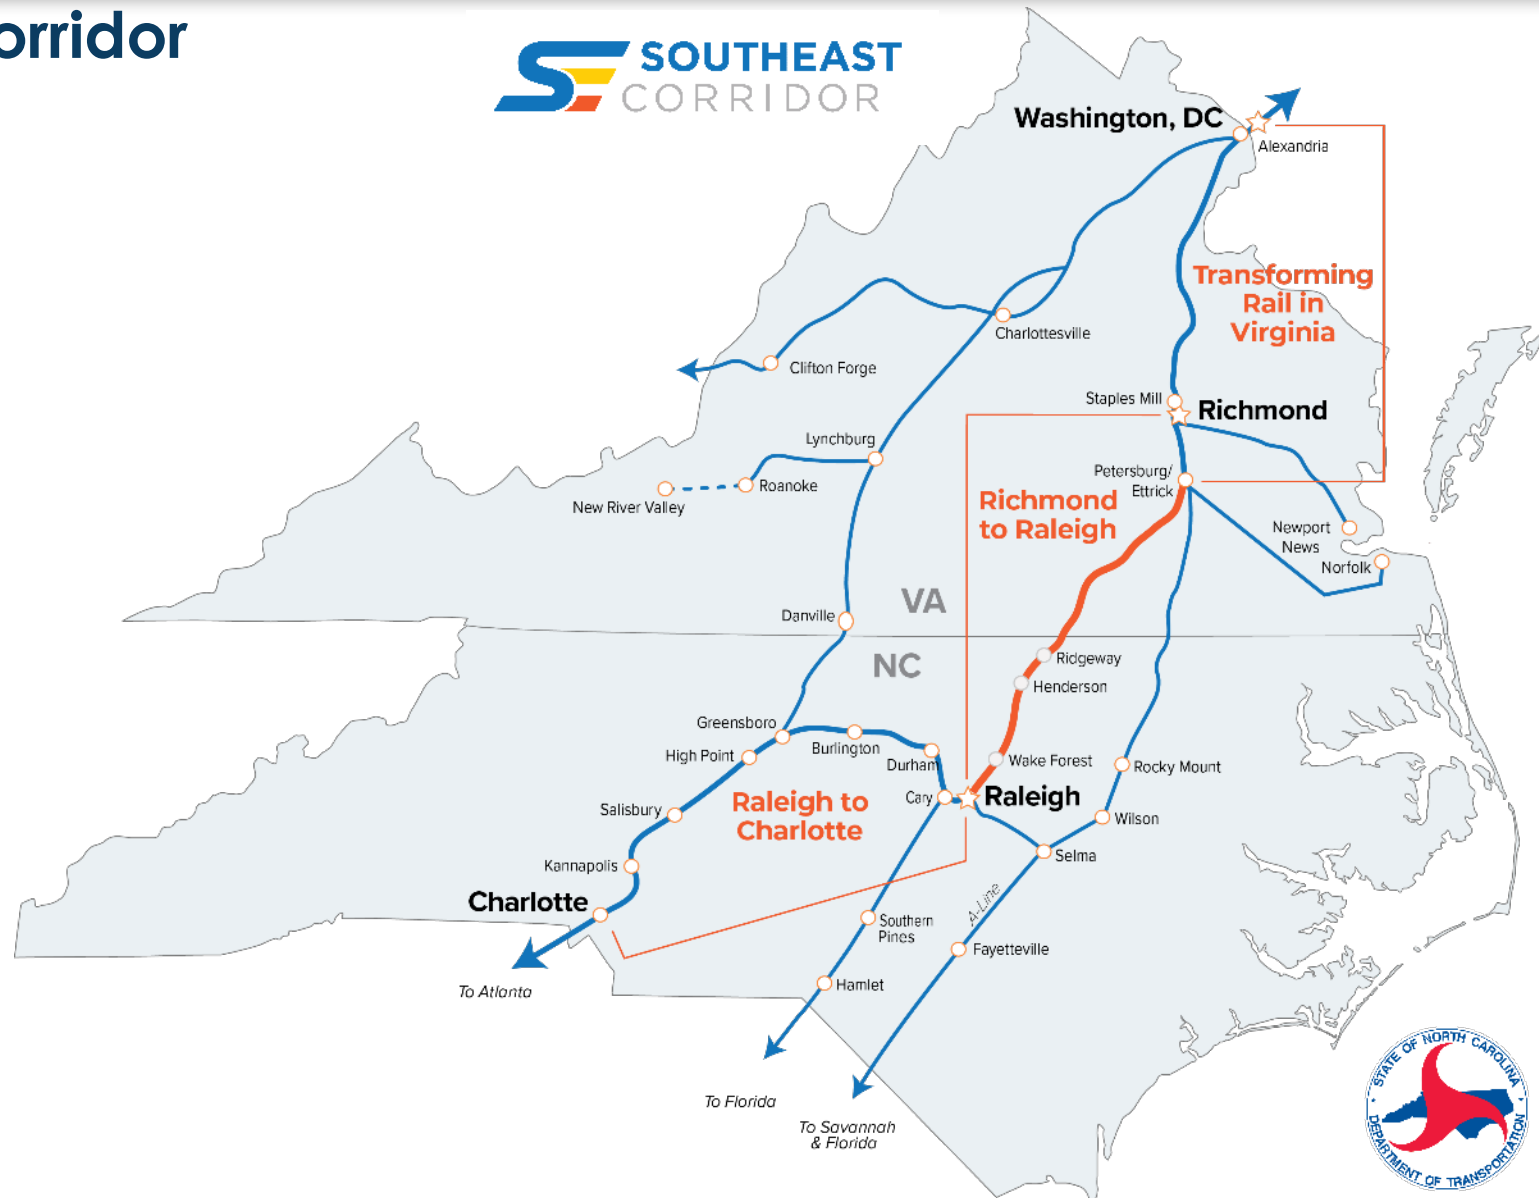 orridor
SOUTHEAST
CORRIDOR
Washington, DC
Alexandria
Transforming
Rail in
Virginia
Charlottesville
Clifton Forge
Staples Mill
Richmond
Lynchburg
Petersburg/
Ettrick
Roanoke
New River Valley
Richmond
to Raleigh
Newport
News
Norfolk
VA
Danville
NC
Ridgeway
Henderson
Greensboro
Burlington
High Point
Durham
Wake Forest
Rocky Mount
Cary
Raleigh
Raleigh to
Charlotte
Salisbury
Wilson
Selma
Kannapolis
Charlotte
A-Line
Southern
Pines
Fayetteville
Hamlet
To Atlanta
To Florida
To Savannah
& Florida
STATE OF NORTH CAROLINA
DEPARTMENT OF TRANSPORTATION